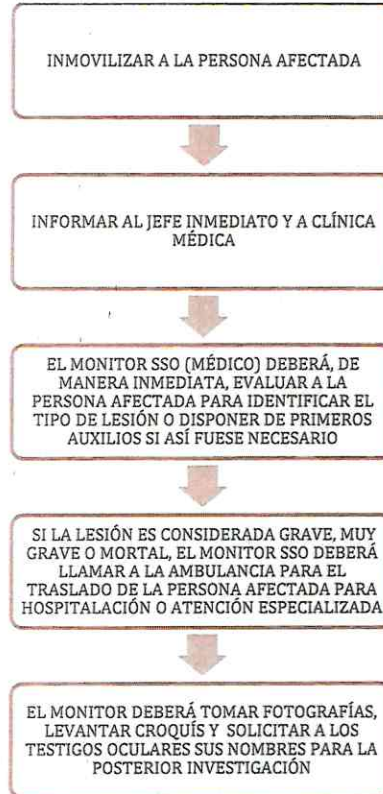 INMOVILIZAR A LA PERSONA AFECTADA
INFORMAR AL JEFE INMEDIATO Y A CLÍNICA
MÉDICA
EL MONITOR SSO (MÉDICO) DEBERÁ, DE
MANERA INMEDIATA, EVALUAR A LA
PERSONA AFECTADA PARA IDENTIFICAR EL
TIPO DE LESIÓN O DISPONER DE PRIMEROS
AUXILIOS SI ASÍ FUESE NECESARIO
SI LA LESIÓN ES CONSIDERADA GRAVE, MUY
GRAVE O MORTAL, EL MONITOR SSO DEBERÁ
LLAMAR A LA AMBULANCIA PARA EL
TRASLADO DE LA PERSONA AFECTADA PARA
HOSPITALACIÓN O ATENCIÓN ESPECIALIZADA
EL MONITOR DEBERÁ TOMAR FOTOGRAFÍAS,
LEVANTAR CROQUÍS Y SOLICITAR A LOS
TESTIGOS OCULARES SUS NOMBRES PARA LA
POSTERIOR INVESTIGACIÓN